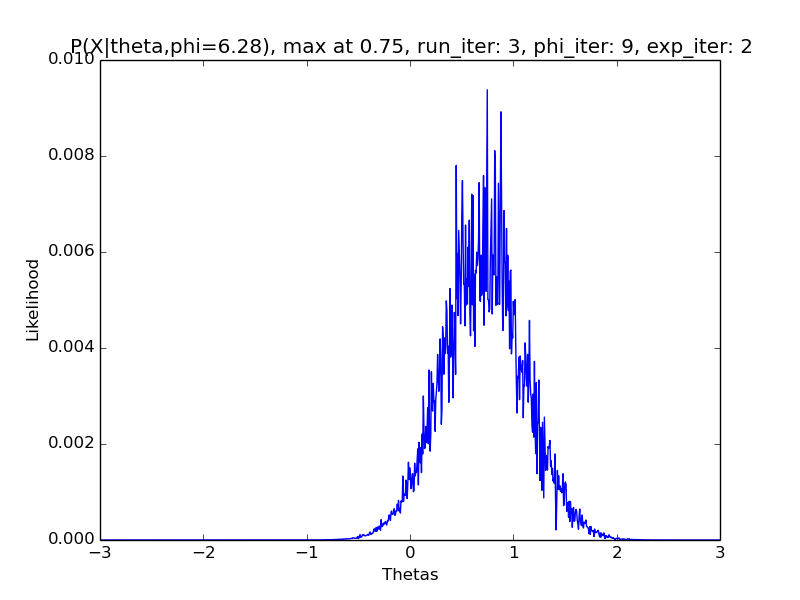 P(X|theta,phi=6.28), max at 0.75, run_iter: 3, phi_iter: 9, exp_iter: 2
0.010
0.008
0.006
0.004
0.002
0.000
Likelihood
−3 −2 −1 0 1 2 3
Thetas